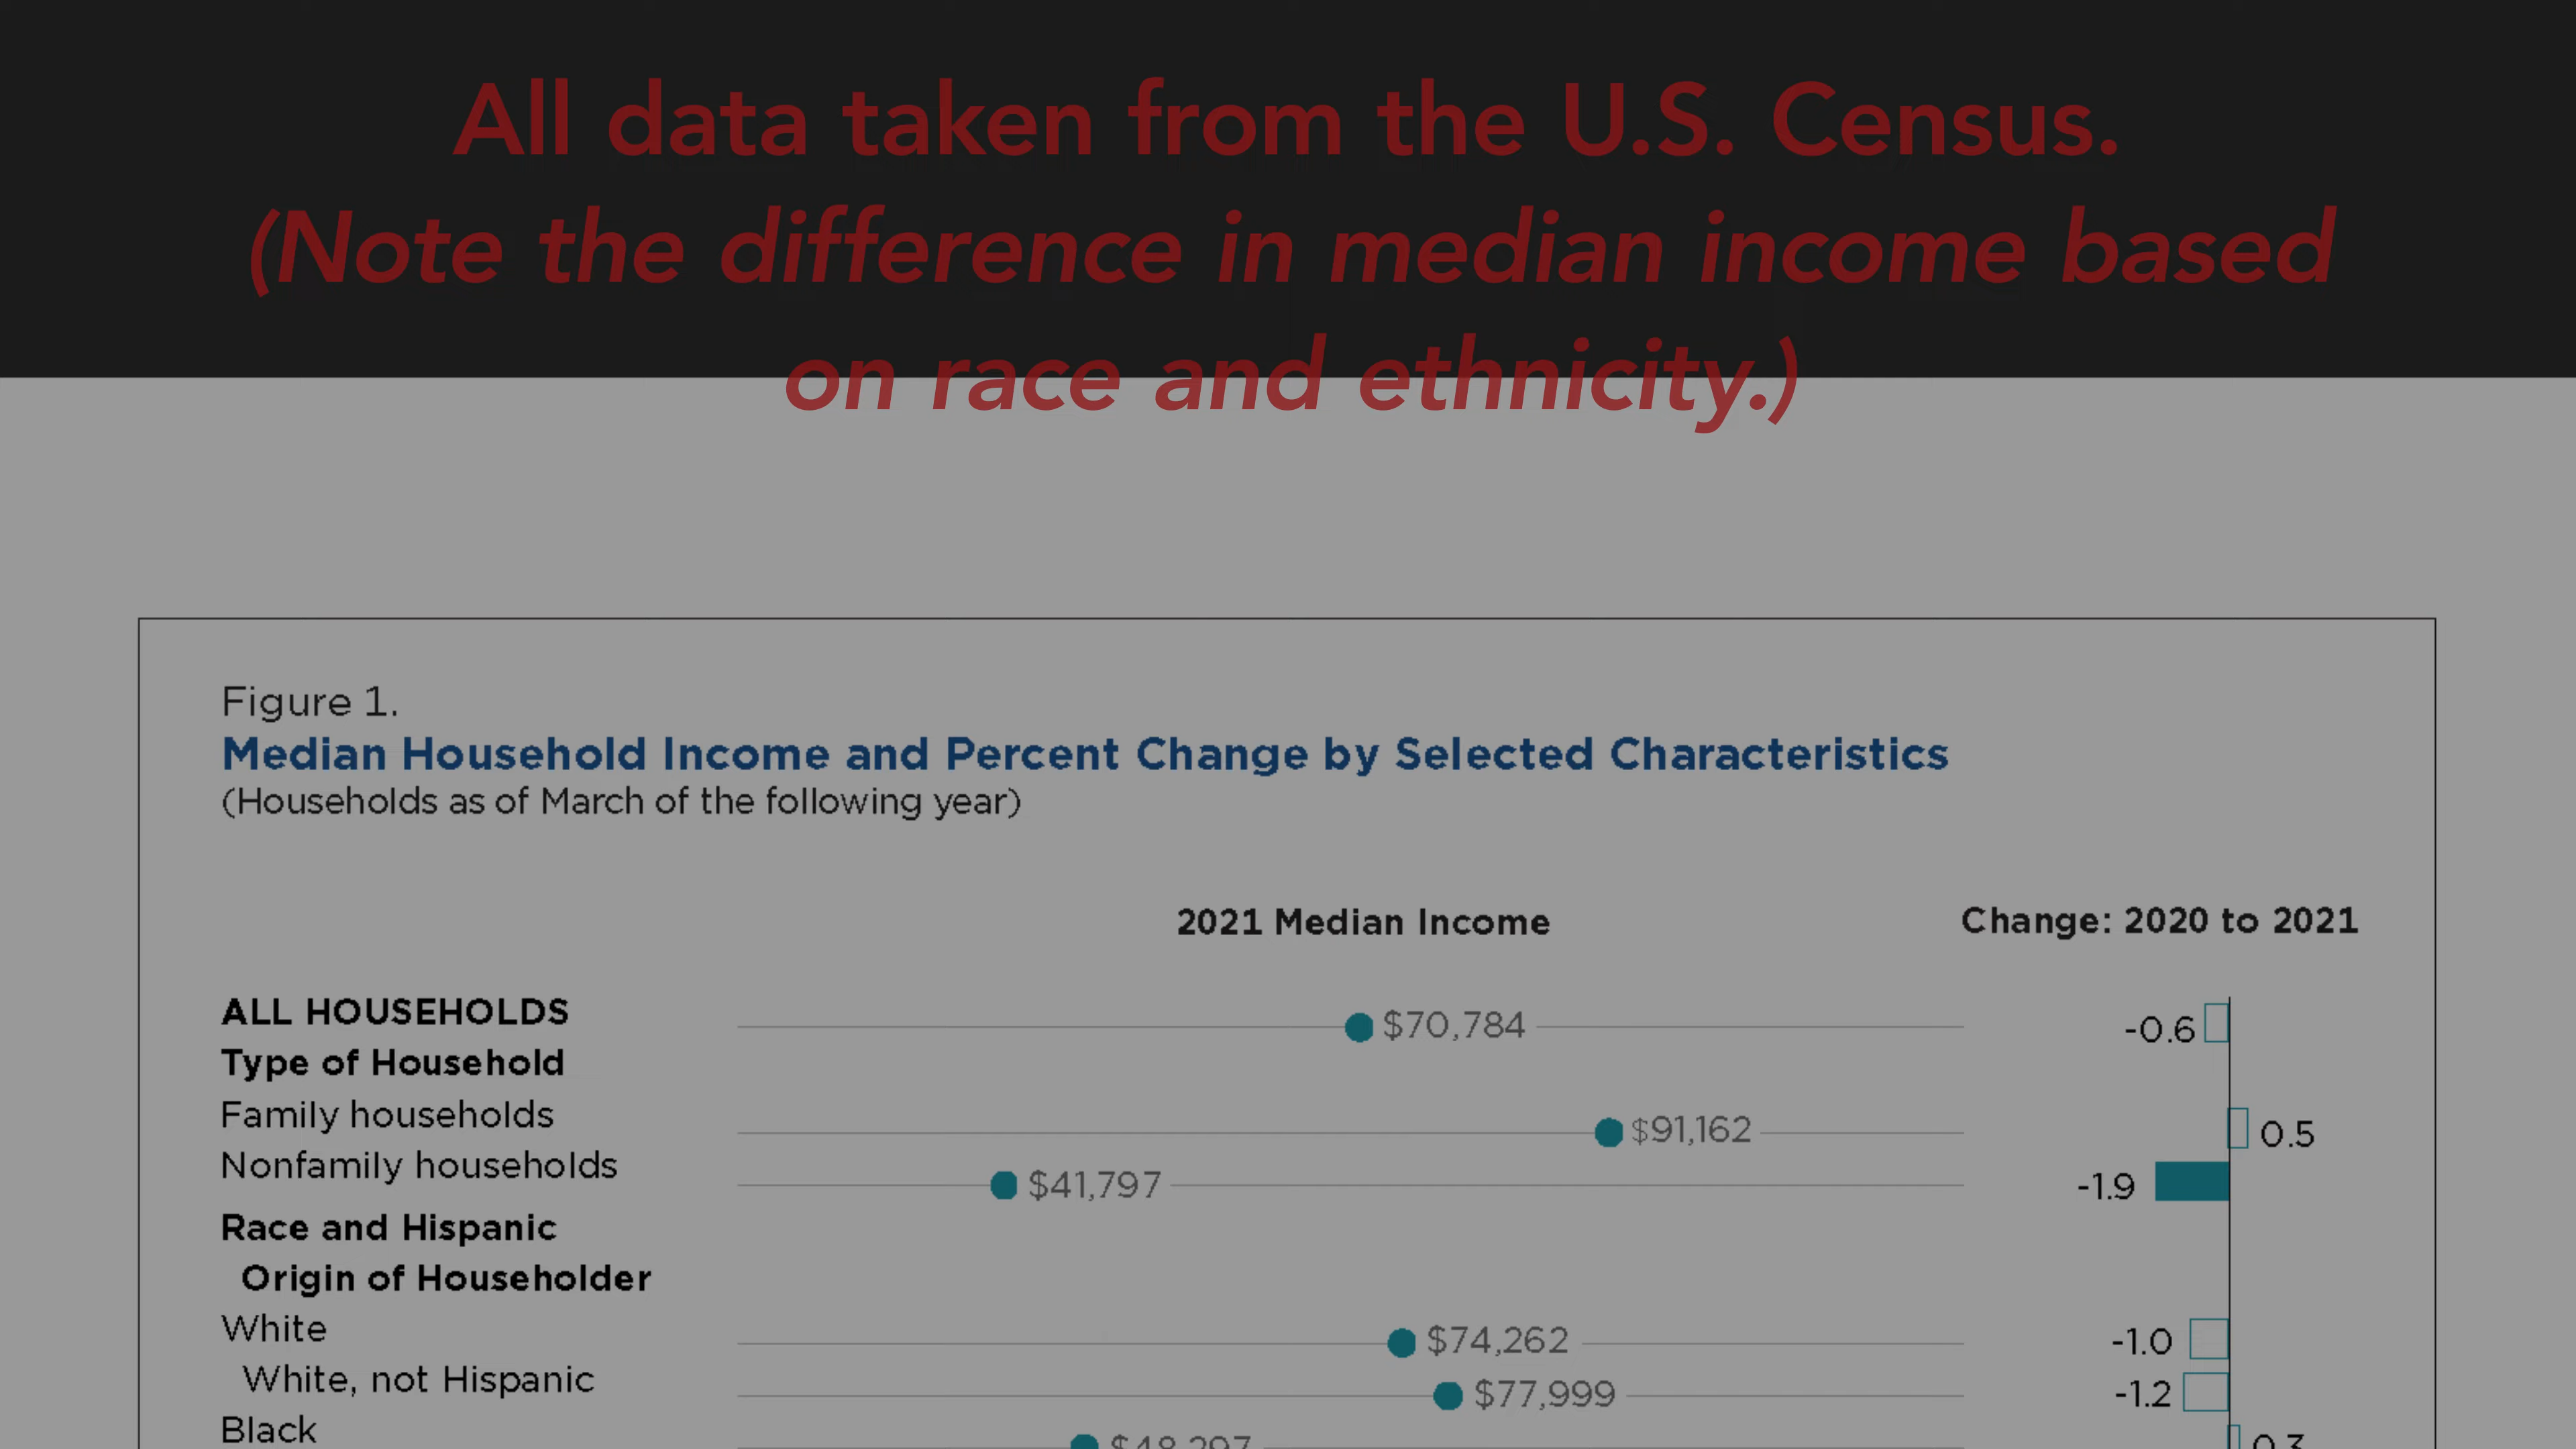 All data taken from the U.S. Census.
(Note the difference in median income based
on race and ethnicity.)
Figure 1.
Median Household Income and Percent Change by Selected Characteristics
(Households as of March of the following year)
2021 Median Income Change: 2020 to 2021
ALL HOUSEHOLDS $70,784 -0.6
Type of Household
Family households $91,162 0.5
Nonfamily households $41,797 -1.9
Race and Hispanic
Origin of Householder
White $74,262 -1.0
White, not Hispanic $77,999 -1.2
Black $48,297 0.3